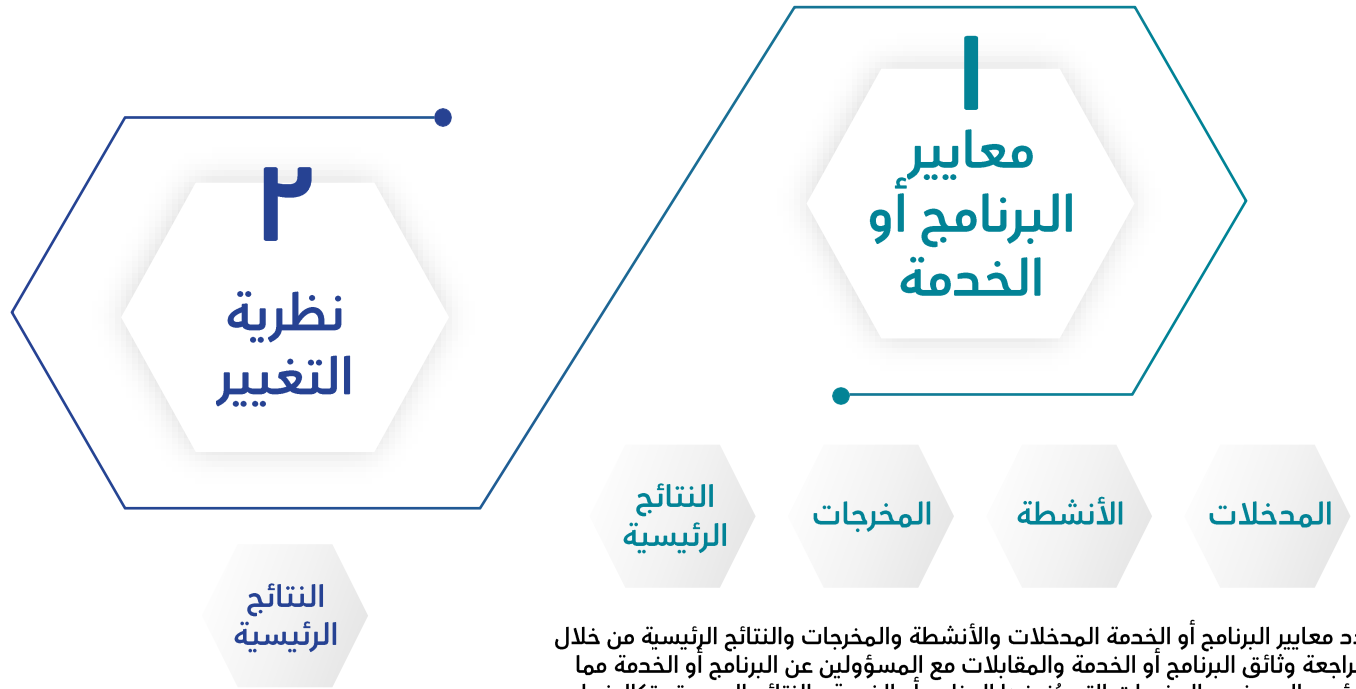 ١
معايير
البرنامج أو
الخدمة
المدخلات
الأنشطة
المخرجات
النتائج
الرئيسية
معايير البرنامج أو الخدمة المدخلات والأنشطة والمخرجات والنتائج الرئيسية من خلال
وثائق البرنامج أو الخدمة والمقابلات مع المسؤولين عن البرنامج أو الخدمة مما
٢
نظرية
التغيير
النتائج
الرئيسية